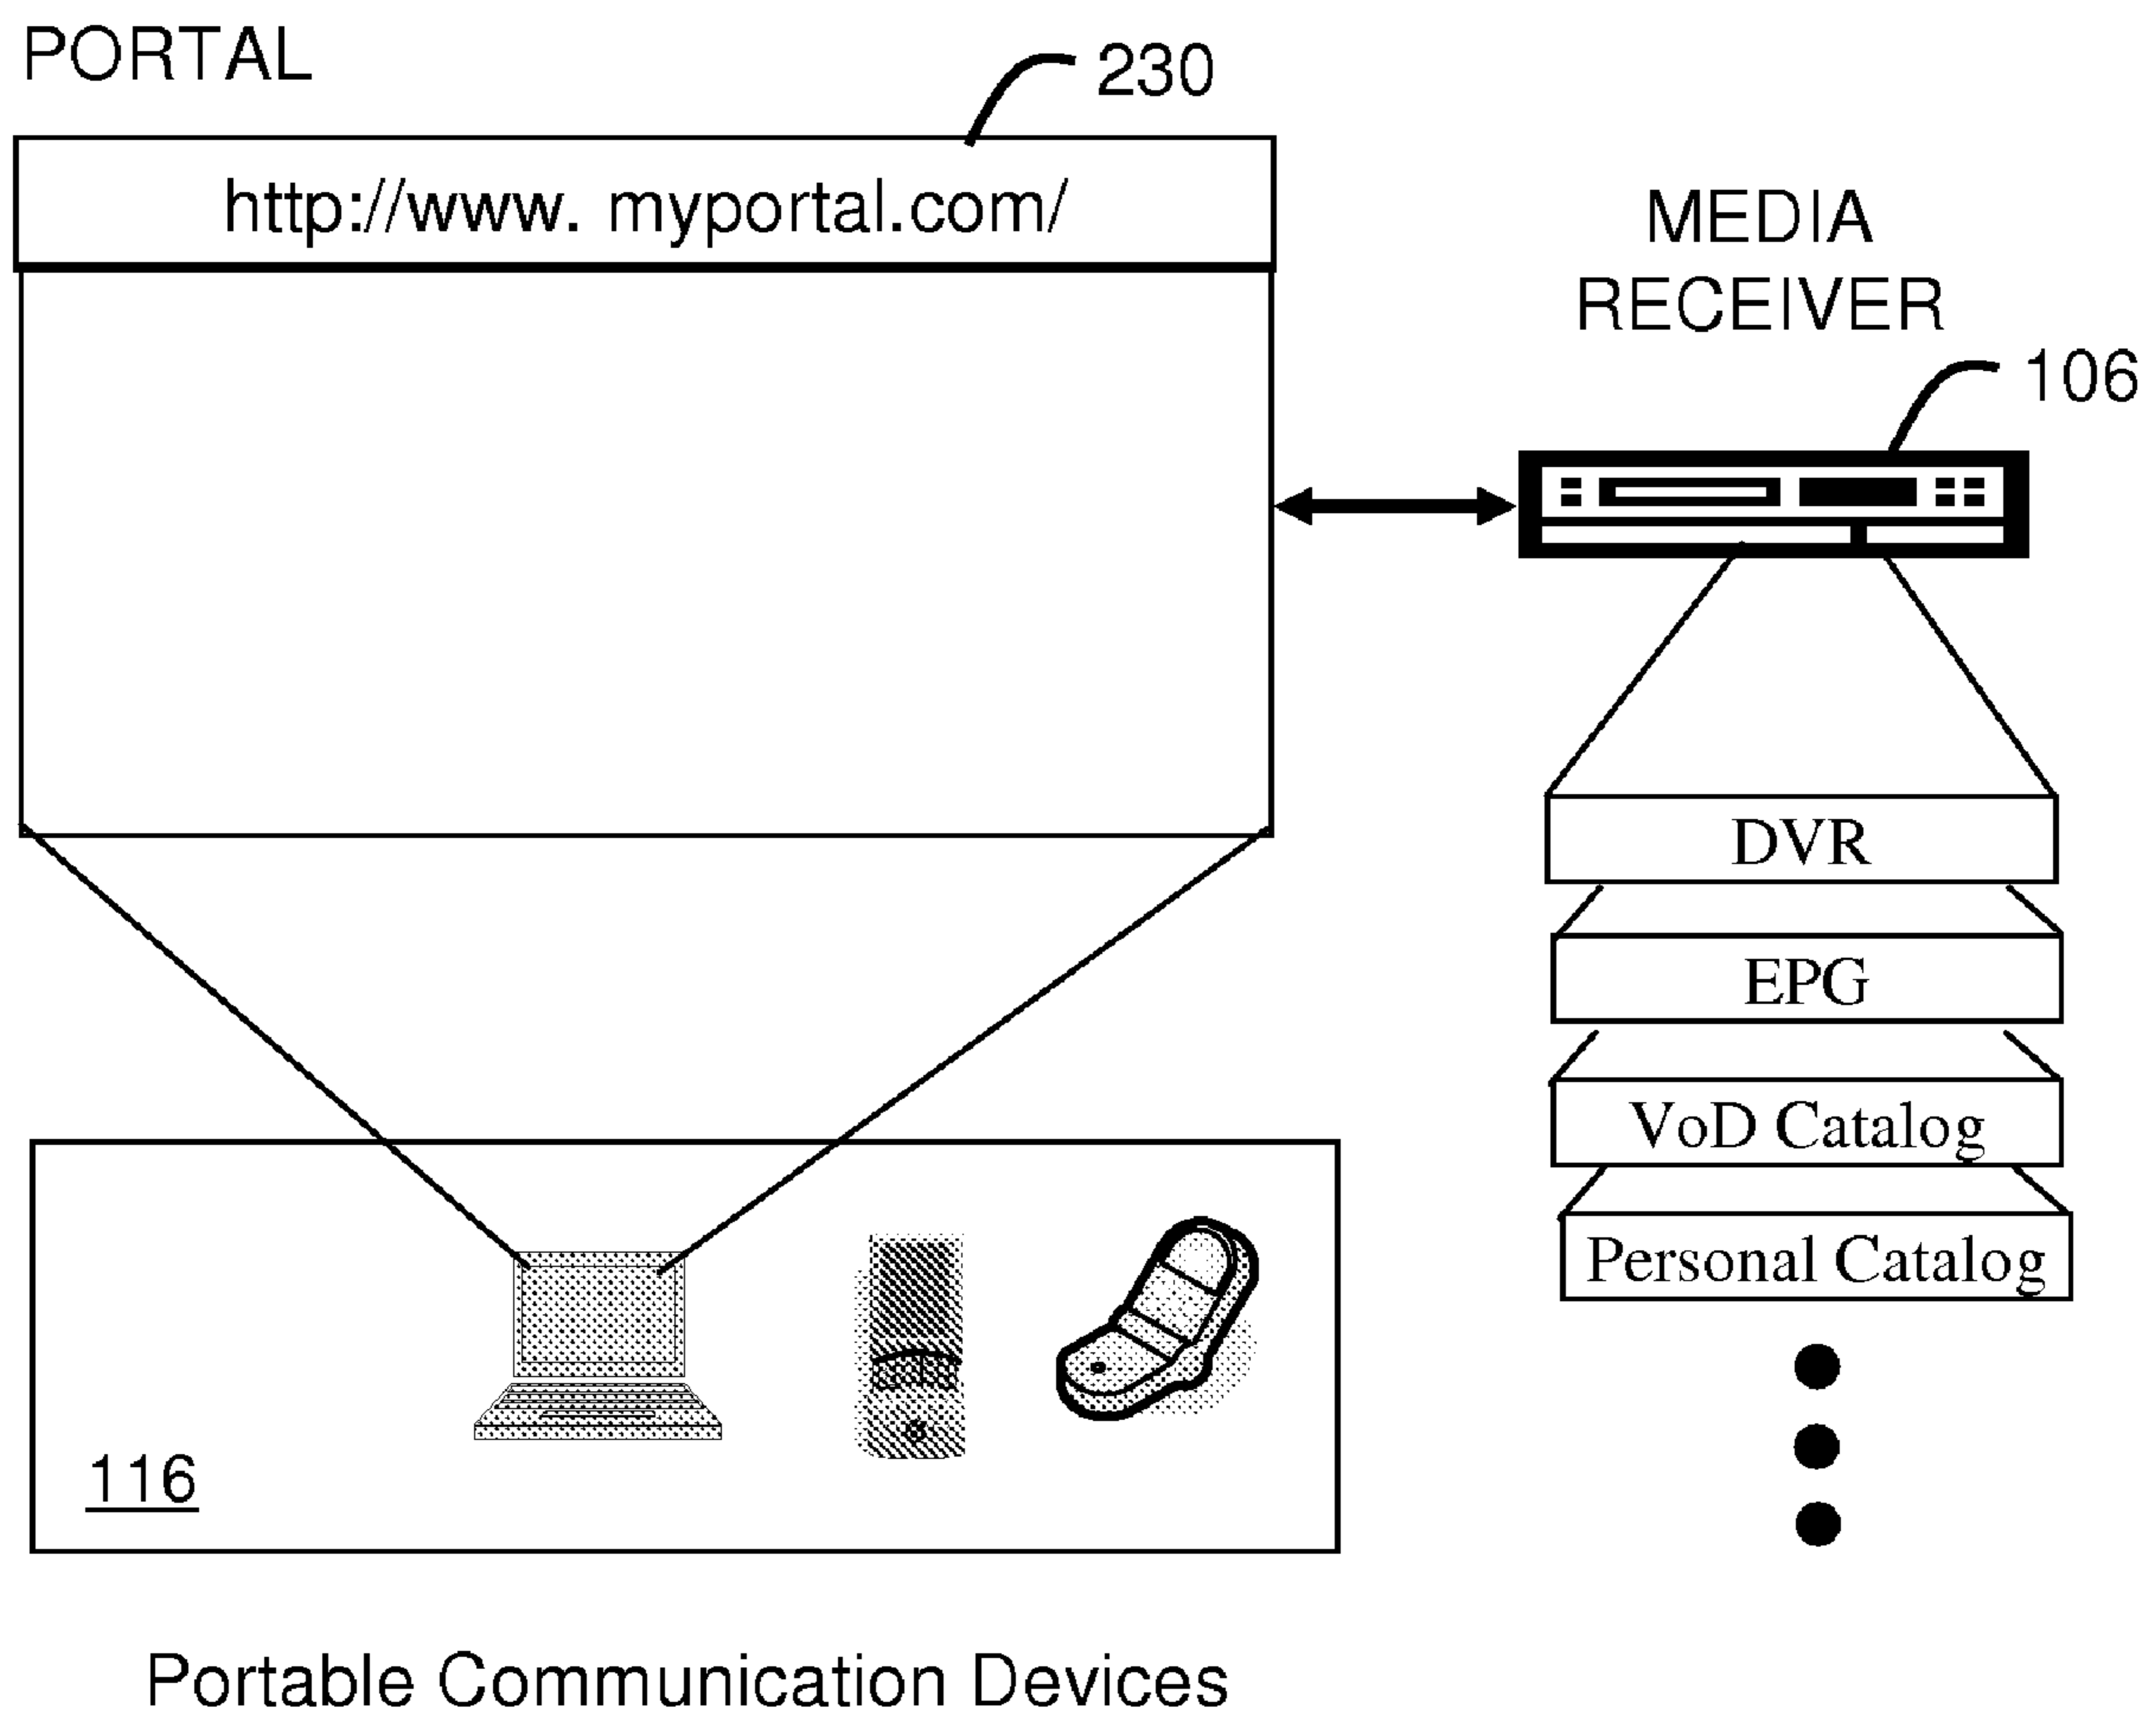 PORTAL
230
http://www. myportal.com/
MEDIA
RECEIVER
106
DVR
EPG
VoD Catalog
Personal Catalog
116
Portable Communication Devices